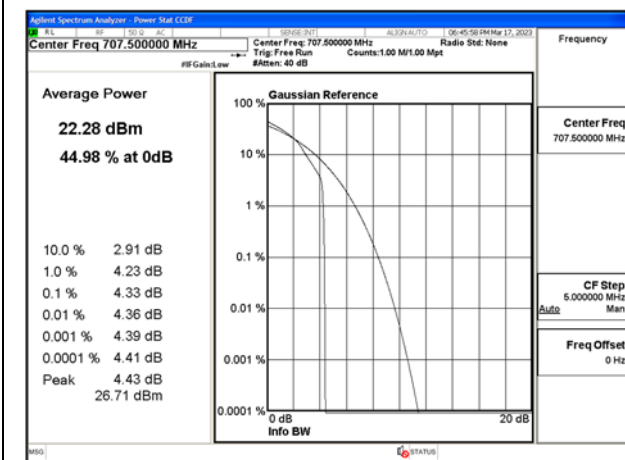 Agilent Spectrum Analyzer - Power Stat CCDF
RL RF 50 Ω AC SENSE:INT ALIGNAUTO 06:45:58 PM Mar 17, 2023
Center Freq 707.500000 MHz
Center Freq: 707.500000 MHz Radio Std: None
Trig: Free Run Counts:1.00 M/1.00 Mpt
#IFGain:Low #Atten: 40 dB
Frequency
Average Power
22.28 dBm
44.98 % at 0dB
10.0 % 2.91 dB
1.0 % 4.23 dB
0.1 % 4.33 dB
0.01 % 4.36 dB
0.001 % 4.39 dB
0.0001 % 4.41 dB
Peak 4.43 dB
26.71 dBm
Gaussian Reference
100 %
10 %
1 %
0.1 %
0.01 %
0.001 %
0.0001 %
0 dB 20 dB
Info BW
Center Freq
707.500000 MHz
CF Step
5.000000 MHz
Auto Man
Freq Offset
0 Hz
MSG STATUS